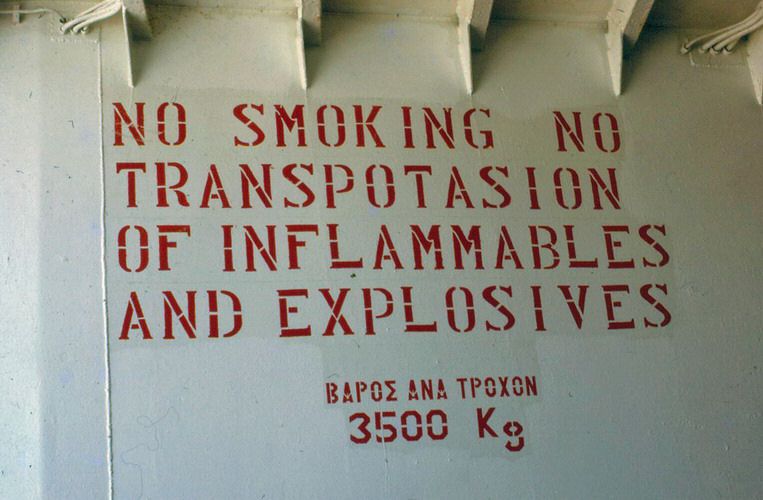 NO SMOKING NO
TRANSPOTASION
OF INFLAMMABLES
AND EXPLOSIVES
ΒΑΡΟΣ ΑΝΑ ΤΡΟΧΟΝ
3500 Kg